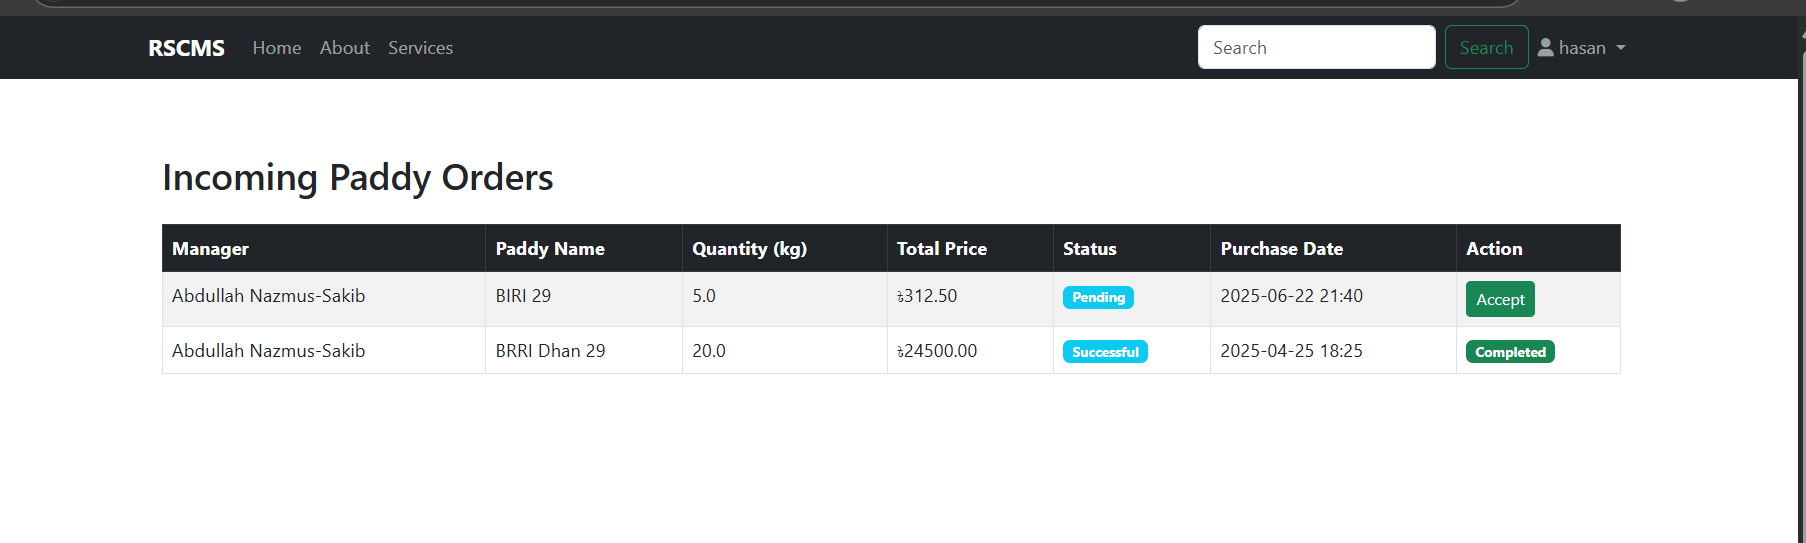 RSCMS Home About Services Search Search hasan
Incoming Paddy Orders
Manager Paddy Name Quantity (kg) Total Price Status Purchase Date Action
Abdullah Nazmus-Sakib BIRI 29 5.0 ৳312.50 Pending 2025-06-22 21:40 Accept
Abdullah Nazmus-Sakib BRRI Dhan 29 20.0 ৳24500.00 Successful 2025-04-25 18:25 Completed